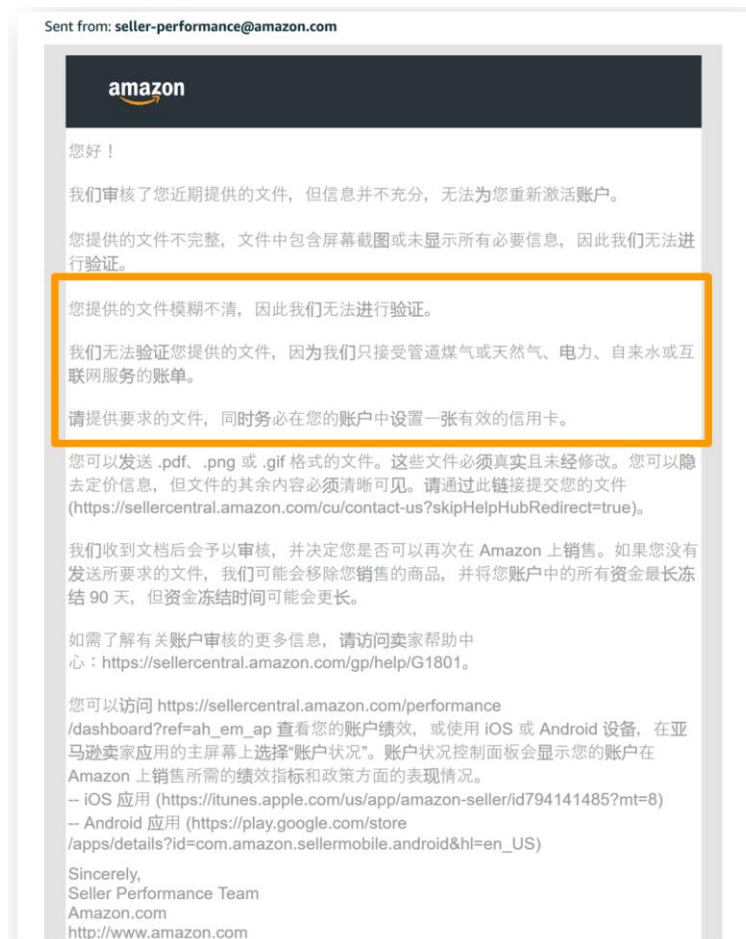 Sent from: seller-performance@amazon.com
amazon
您好！
我们审核了您近期提供的文件，但信息并不充分，无法为您重新激活账户。
您提供的文件不完整，文件中包含屏幕截图或未显示所有必要信息，因此我们无法进
行验证。
您提供的文件模糊不清，因此我们无法进行验证。
我们无法验证您提供的文件，因为我们只接受管道煤气或天然气、电力、自来水或互
联网服务的账单。
请提供要求的文件，同时务必在您的账户中设置一张有效的信用卡。
您可以发送 .pdf、.png 或 .gif 格式的文件。这些文件必须真实且未经修改。您可以隐
去定价信息，但文件的其余内容必须清晰可见。请通过此链接提交您的文件
(https://sellercentral.amazon.com/cu/contact-us?skipHelpHubRedirect=true)。
我们收到文档后会予以审核，并决定您是否可以再次在 Amazon 上销售。如果您没有
发送所要求的文件，我们可能会移除您销售的商品，并将您账户中的所有资金最长冻
结 90 天，但资金冻结时间可能会更长。
如需了解有关账户审核的更多信息，请访问卖家帮助中
心：https://sellercentral.amazon.com/gp/help/G1801。
您可以访问 https://sellercentral.amazon.com/performance
/dashboard?ref=ah_em_ap 查看您的账户绩效，或使用 iOS 或 Android 设备，在亚
马逊卖家应用的主屏幕上选择“账户状况”。账户状况控制面板会显示您的账户在
Amazon 上销售所需的绩效指标和政策方面的表现情况。
-- iOS 应用 (https://itunes.apple.com/us/app/amazon-seller/id794141485?mt=8)
-- Android 应用 (https://play.google.com/store
/apps/details?id=com.amazon.sellermobile.android&hl=en_US)
Sincerely,
Seller Performance Team
Amazon.com
http://www.amazon.com